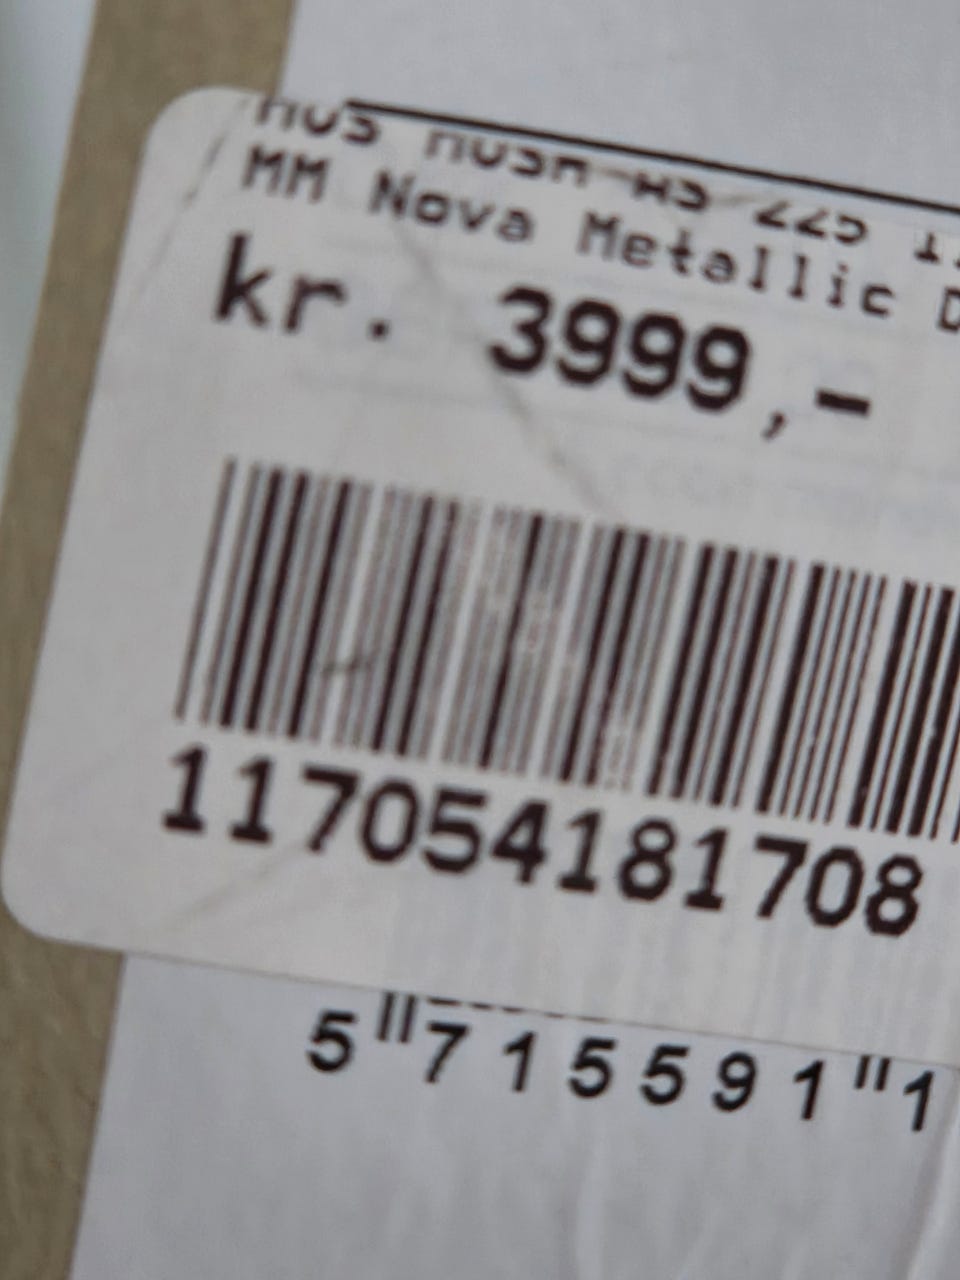 MM Nova Metallic D
kr. 3999,-
117054181708
5 715591 1